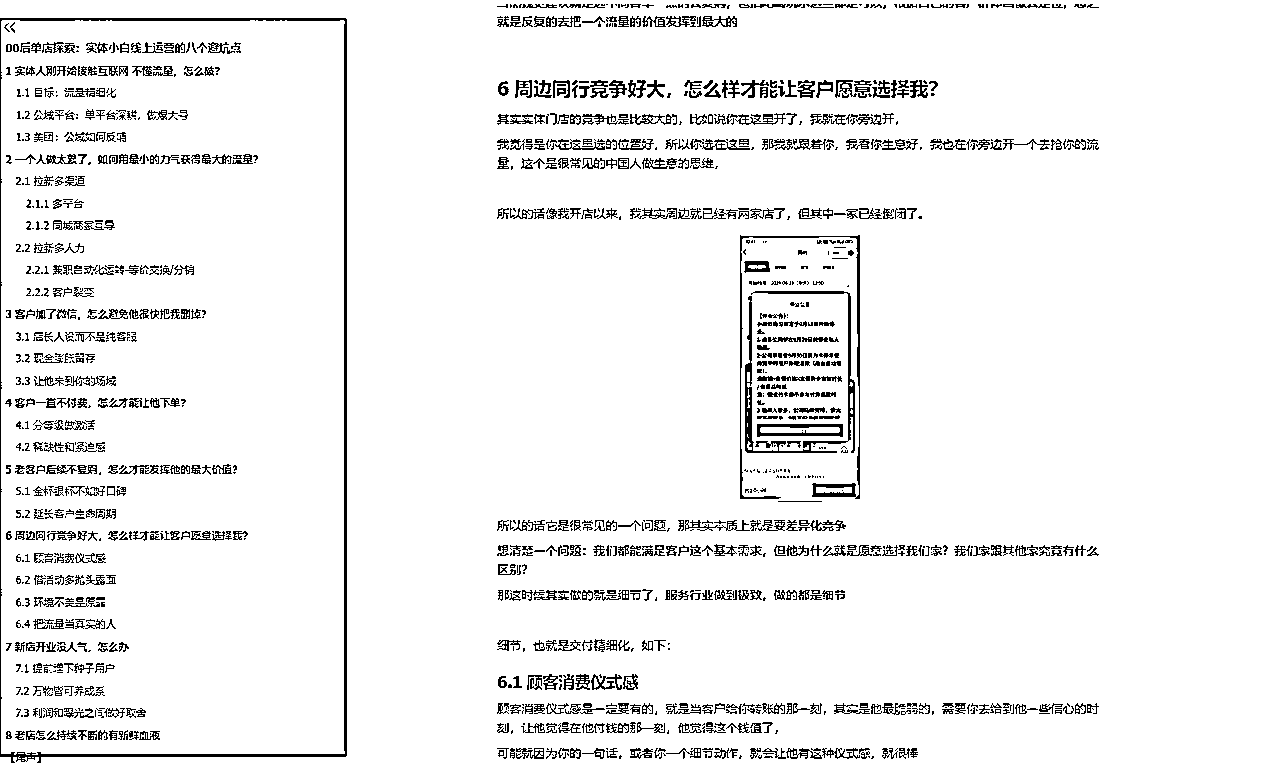 00后单店探索：实体小白线上运营的八个避坑点
1 实体人刚开始接触互联网 不懂流量，怎么做？
1.1 目标：流量精细化
1.2 公域平台：单平台深耕，做爆大号
1.3 美团：公域如何反哺
2 一个人做太累了，如何用最小的力气获得最大的流量？
2.1 拉新多渠道
2.1.1 多平台
2.1.2 同城商家互导
2.2 拉新多人力
2.2.1 兼职自动化运转-等价交换/分销
2.2.2 客户裂变
3 客户加了微信，怎么避免他很快把我删掉？
3.1 店长人设而不是纯客服
3.2 现金膨胀留存
3.3 让他来到你的场域
4 客户一直不付费，怎么才能让他下单？
4.1 分等级做激活
4.2 稀缺性和紧迫感
5 老客户后续不复购，怎么才能发挥他的最大价值？
5.1 金杯银杯不如好口碑
5.2 延长客户生命周期
6 周边同行竞争好大，怎么样才能让客户愿意选择我？
6.1 顾客消费仪式感
6.2 借活动多抛头露面
6.3 环境不美是原罪
6.4 把流量当真实的人
7 新店开业没人气，怎么办
7.1 提前埋下种子用户
7.2 万物皆可养成系
7.3 利润和曝光之间做好取舍
8 老店怎么持续不断的有新鲜血液
【尾声】
就是反复的去把一个流量的价值发挥到最大的
6 周边同行竞争好大，怎么样才能让客户愿意选择我？
其实实体门店的竞争也是比较大的，比如说你在这里开了，我就在你旁边开，
我觉得是你在这里选的位置好，所以你选在这里，那我就跟着你，我看你生意好，我也在你旁边开一个去抢你的流
量，这个是很常见的中国人做生意的思维，
所以的话像我开店以来，我其实周边就已经有两家店了，但其中一家已经倒闭了。
所以的话它是很常见的一个问题，那其实本质上就是要差异化竞争
想清楚一个问题：我们都能满足客户这个基本需求，但他为什么就是愿意选择我们家？我们家跟其他家究竟有什么
区别？
那这时候其实做的就是细节了，服务行业做到极致，做的都是细节
细节，也就是交付精细化，如下：
6.1 顾客消费仪式感
顾客消费仪式感是一定要有的，就是当客户给你转账的那一刻，其实是他最脆弱的，需要你去给到他一些信心的时
刻，让他觉得在他付钱的那一刻，他觉得这个钱值了，
可能就因为你的一句话，或者你一个细节动作，就会让他有这种仪式感，就很棒